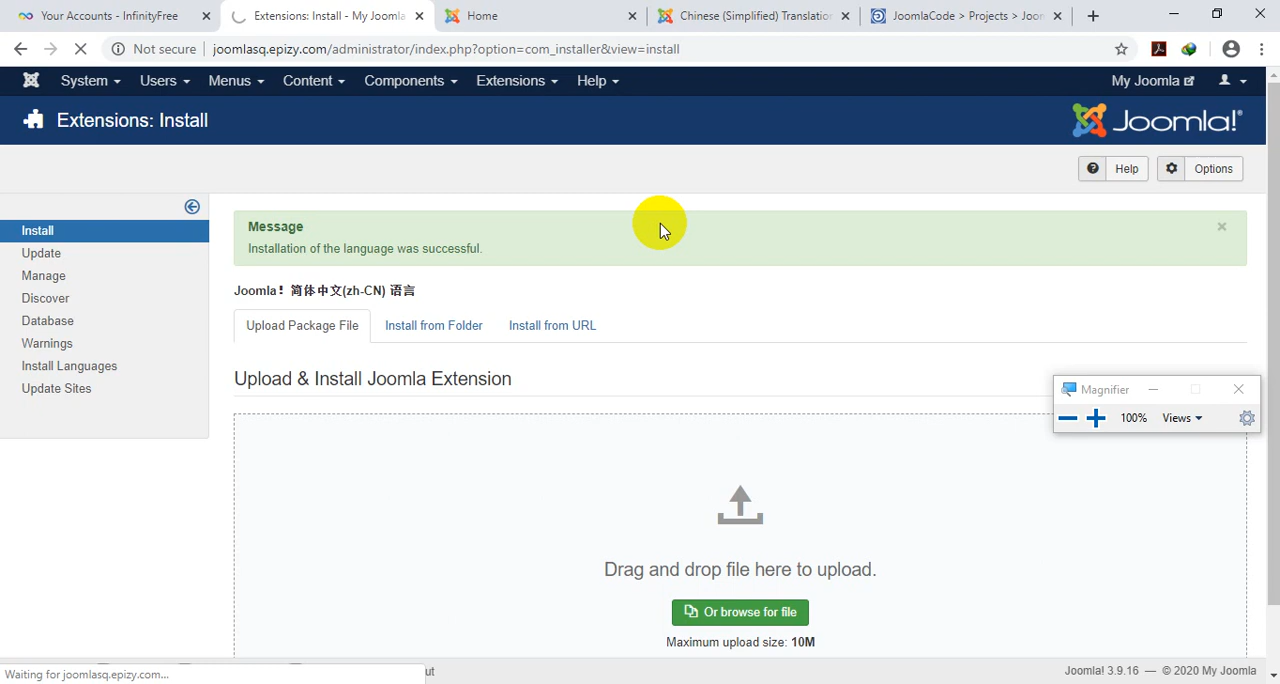 Your Accounts - InfinityFree
Extensions: Install - My Joomla
Home
Chinese (Simplified) Translation
JoomlaCode > Projects > Joom
Not secure
joomlasq.epizy.com/administrator/index.php?option=com_installer&view=install
System
Users
Menus
Content
Components
Extensions
Help
My Joomla
Extensions: Install
Joomla!
Help
Options
Install
Update
Manage
Discover
Database
Warnings
Install Languages
Update Sites
Message
Installation of the language was successful.
Joomla! 简体中文(zh-CN) 语言
Upload Package File
Install from Folder
Install from URL
Upload & Install Joomla Extension
Magnifier
100%
Views
Drag and drop file here to upload.
Or browse for file
Maximum upload size: 10M
Waiting for joomlasq.epizy.com...
ut
Joomla! 3.9.16 — © 2020 My Joomla